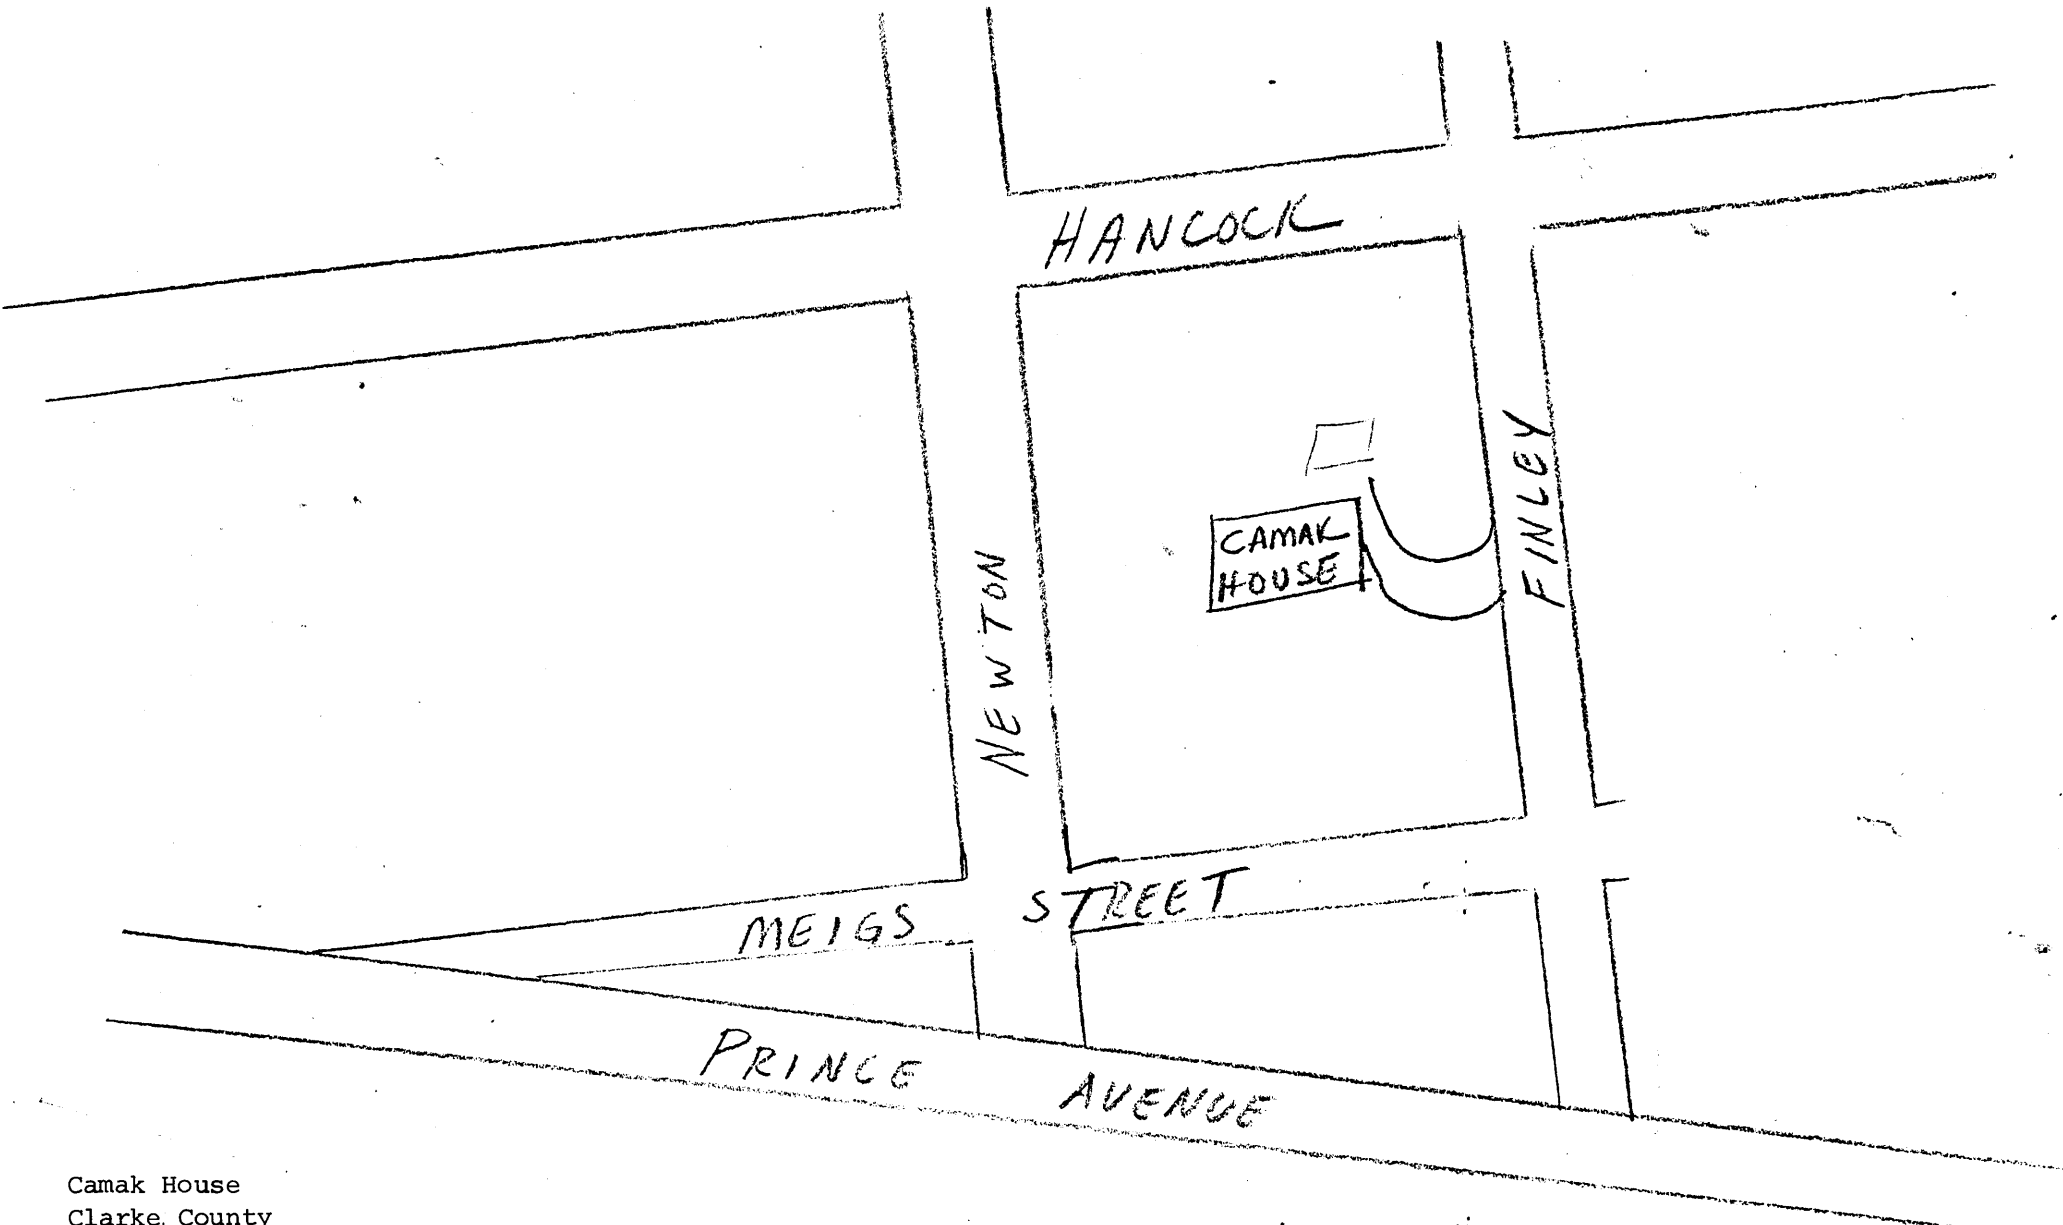 HANCOCK
FINLEY
CAMAK
HOUSE
NEWTON
MEIGS STREET
PRINCE AVENUE
Camak House
Clarke County